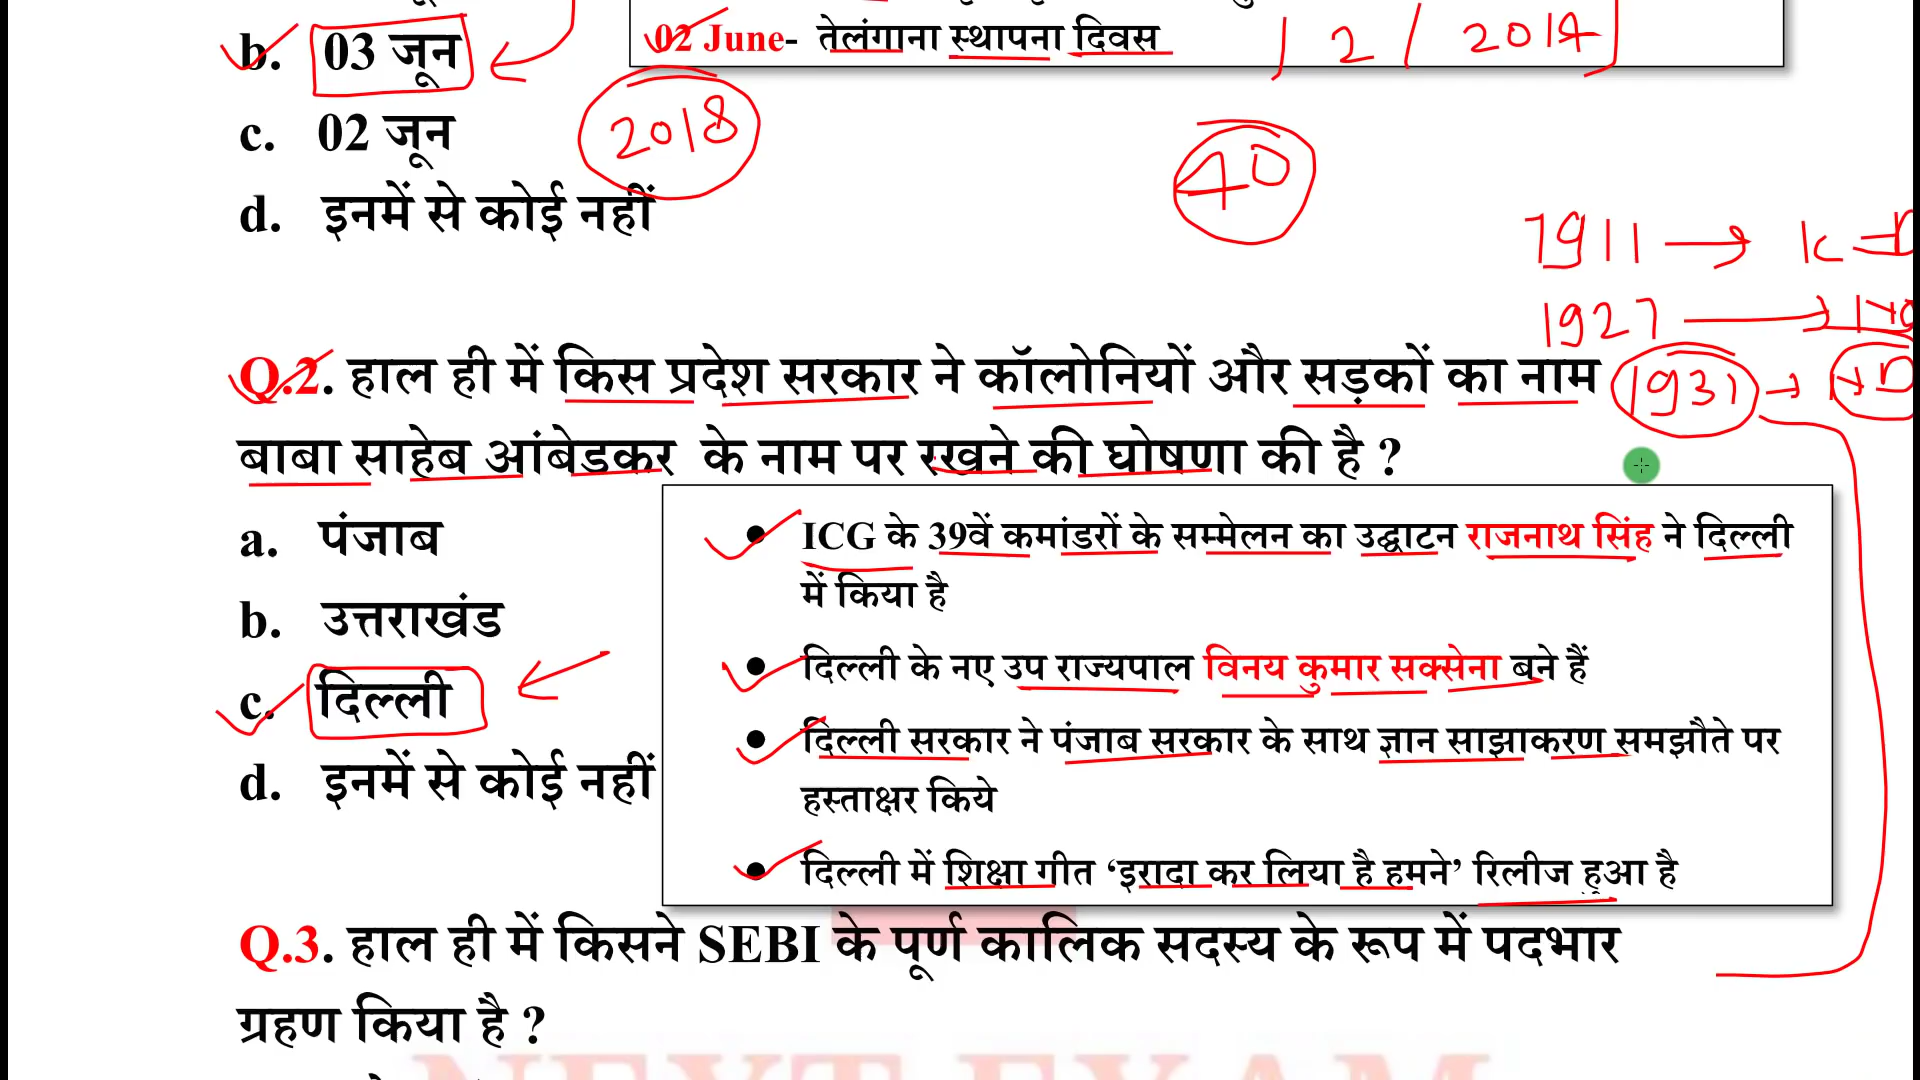 b. 03 जून
02 June- तेलंगाना स्थापना दिवस
/ 2 / 2014
c. 02 जून
2018
40
d. इनमें से कोई नहीं
1911 → K → D
1927 →
1931 → ND
Q.2. हाल ही में किस प्रदेश सरकार ने कॉलोनियों और सड़कों का नाम
बाबा साहेब आंबेडकर के नाम पर रखने की घोषणा की है ?
a. पंजाब
b. उत्तराखंड
c. दिल्ली
d. इनमें से कोई नहीं
• ICG के 39वें कमांडरों के सम्मेलन का उद्घाटन राजनाथ सिंह ने दिल्ली
में किया है
• दिल्ली के नए उप राज्यपाल विनय कुमार सक्सेना बने हैं
• दिल्ली सरकार ने पंजाब सरकार के साथ ज्ञान साझाकरण समझौते पर
हस्ताक्षर किये
• दिल्ली में शिक्षा गीत ‘इरादा कर लिया है हमने’ रिलीज हुआ है
Q.3. हाल ही में किसने SEBI के पूर्ण कालिक सदस्य के रूप में पदभार
ग्रहण किया है ?
NEXT EXAM